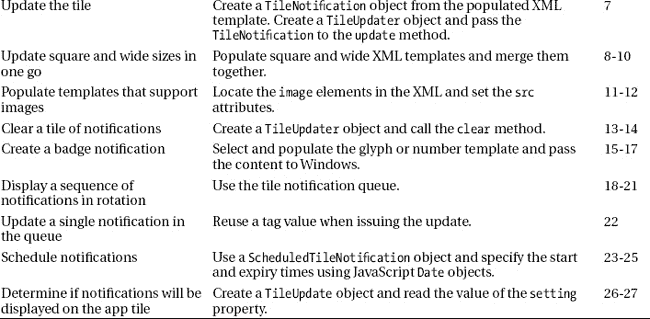 Update the tile Create a TileNotification object from the populated XML 7
template. Create a TileUpdater object and pass the
TileNotification to the update method.
Update square and wide sizes in Populate square and wide XML templates and merge them 8-10
one go together.
Populate templates that support Locate the image elements in the XML and set the src 11-12
images attributes.
Clear a tile of notifications Create a TileUpdater object and call the clear method. 13-14
Create a badge notification Select and populate the glyph or number template and pass 15-17
the content to Windows.
Display a sequence of Use the tile notification queue. 18-21
notifications in rotation
Update a single notification in Reuse a tag value when issuing the update. 22
the queue
Schedule notifications Use a ScheduledTileNotification object and specify the start 23-25
and expiry times using JavaScript Date objects.
Determine if notifications will be Create a TileUpdate object and read the value of the setting 26-27
displayed on the app tile property.